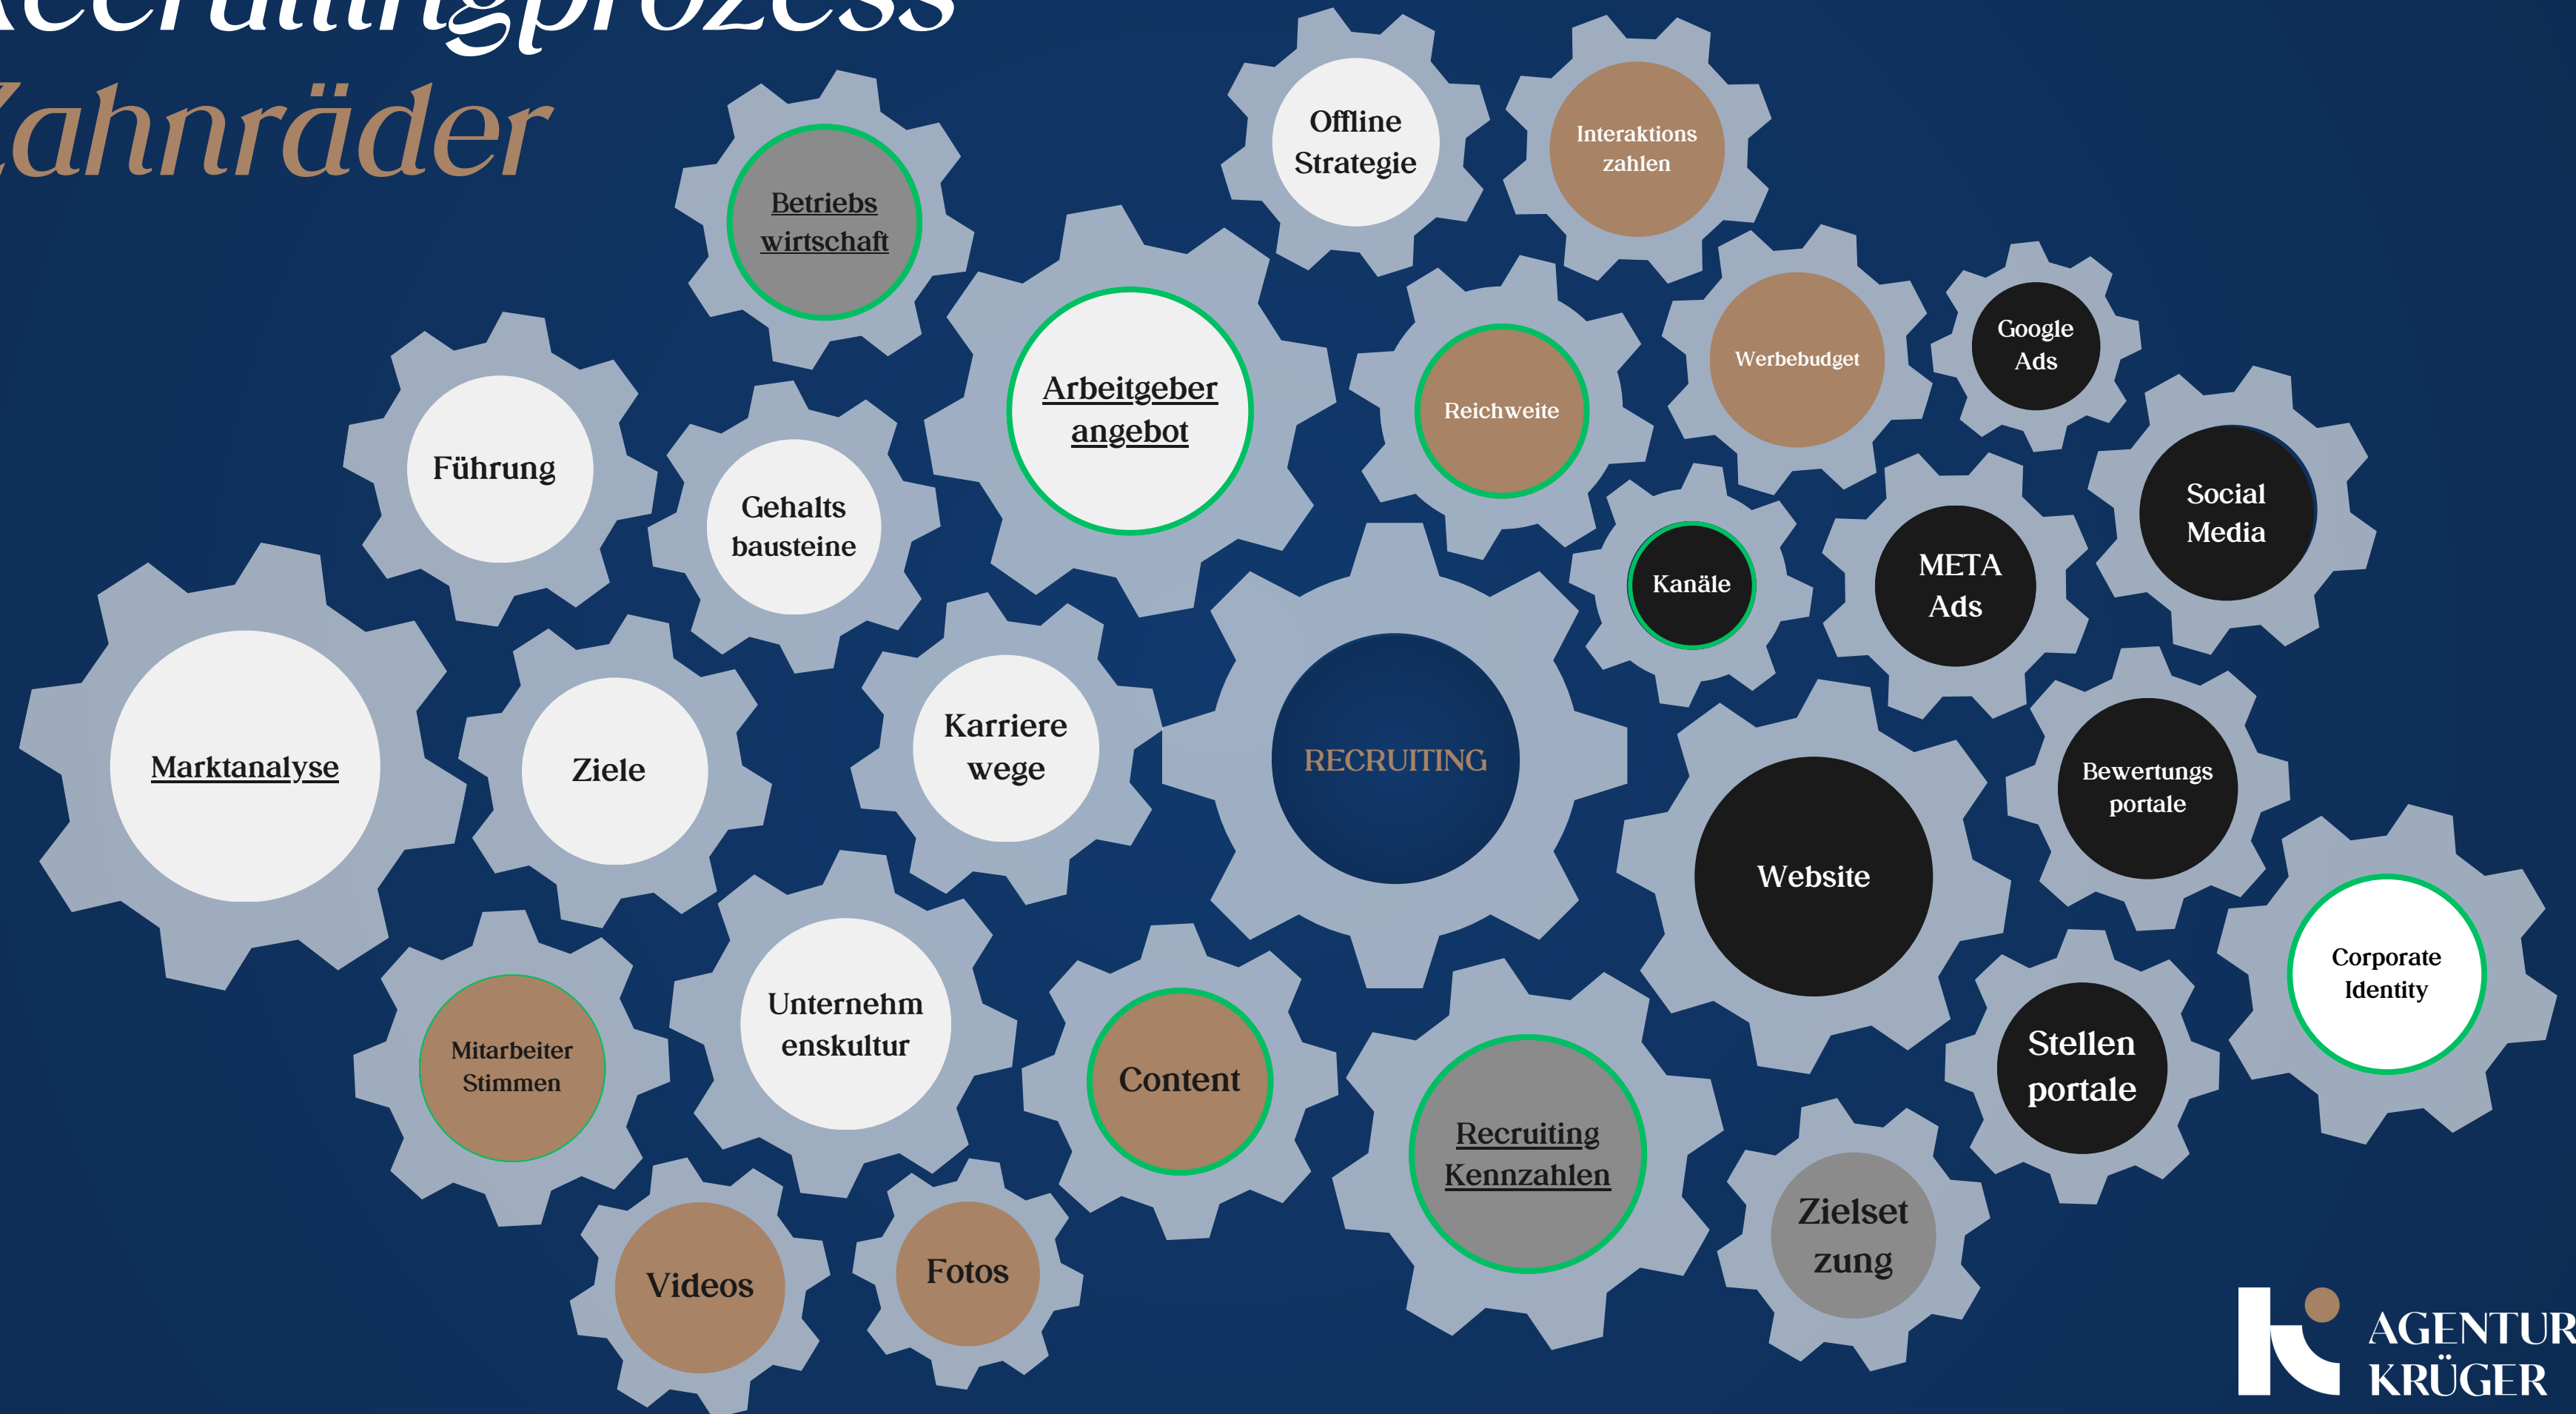 Recruitingprozess
Zahnräder
Offline
Strategie
Interaktions
zahlen
Betriebs
wirtschaft
Google
Ads
Werbebudget
Arbeitgeber
angebot
Reichweite
Führung
Gehalts
bausteine
Social
Media
Kanäle
META
Ads
Marktanalyse
Ziele
Karriere
wege
RECRUITING
Bewertungs
portale
Website
Corporate
Identity
Unternehm
enskultur
Mitarbeiter
Stimmen
Content
Stellen
portale
Recruiting
Kennzahlen
Zielset
zung
Videos
Fotos
AGENTUR
KRÜGER